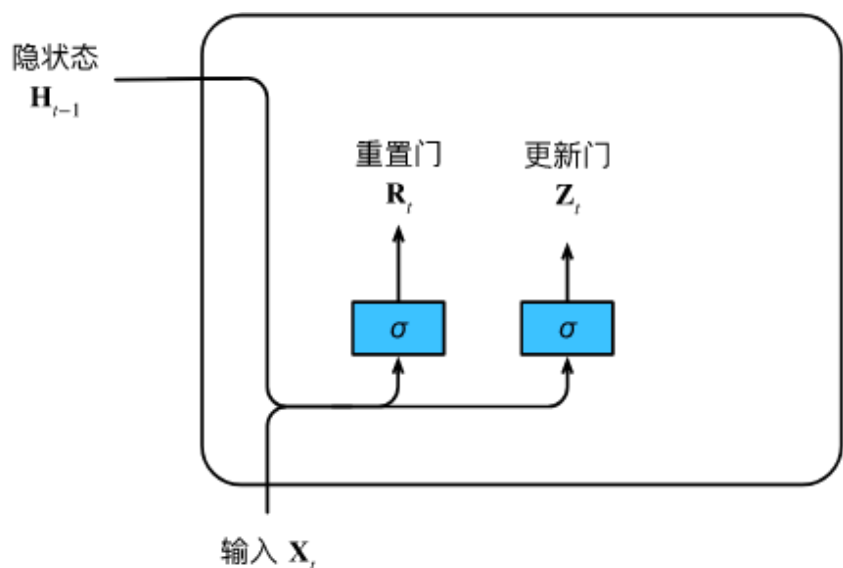 隐状态
H_{t-1}
重置门
R_t
更新门
Z_t
σ
σ
输入 X_t